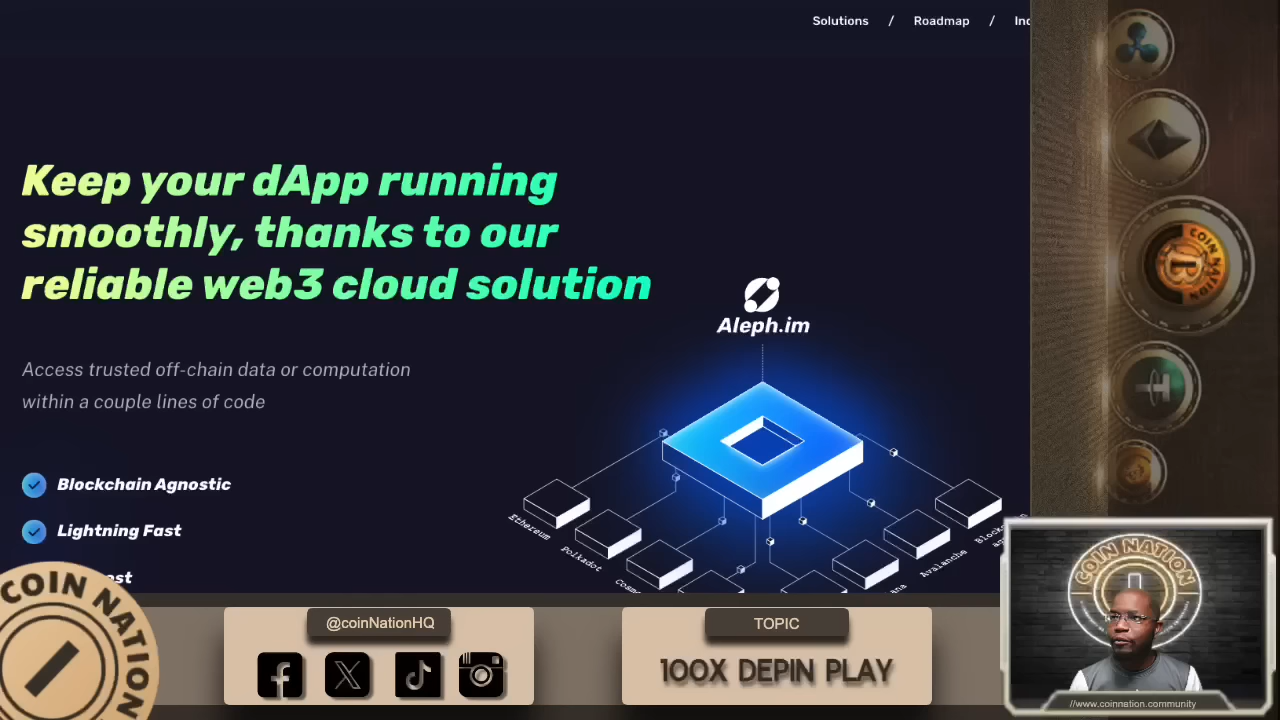 Solutions / Roadmap /
Keep your dApp running
smoothly, thanks to our
reliable web3 cloud solution
Aleph.im
Access trusted off-chain data or computation
within a couple lines of code
Blockchain Agnostic
Lightning Fast
Ethereum
Polkadot
Avalanche
COIN NATION
COIN NATION
COIN NATION
@coinNationHQ
TOPIC
100X DEPIN PLAY
//www.coinnation.community